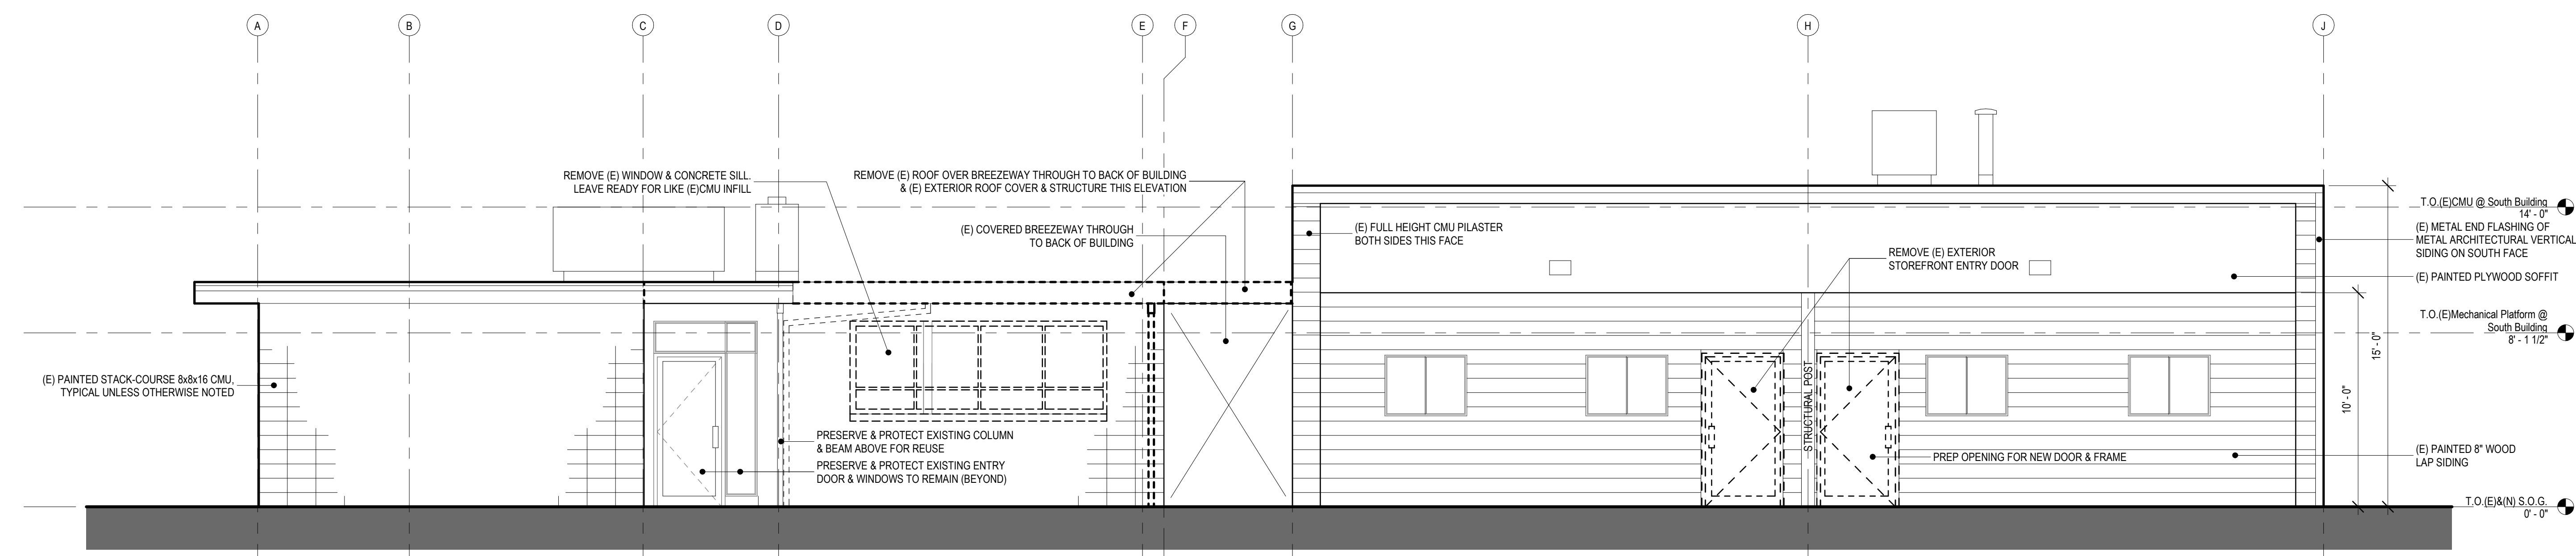 A
B
C
D
E
F
G
H
J
REMOVE (E) WINDOW & CONCRETE SILL.
LEAVE READY FOR LIKE (E)CMU INFILL
REMOVE (E) ROOF OVER BREEZEWAY THROUGH TO BACK OF BUILDING
& (E) EXTERIOR ROOF COVER & STRUCTURE THIS ELEVATION
(E) COVERED BREEZEWAY THROUGH
TO BACK OF BUILDING
(E) FULL HEIGHT CMU PILASTER
BOTH SIDES THIS FACE
REMOVE (E) EXTERIOR
STOREFRONT ENTRY DOOR
T.O.(E)CMU @ South Building
14' - 0"
(E) METAL END FLASHING OF
METAL ARCHITECTURAL VERTICAL
SIDING ON SOUTH FACE
(E) PAINTED PLYWOOD SOFFIT
T.O.(E)Mechanical Platform @
South Building
8' - 1 1/2"
15' - 0"
10' - 0"
(E) PAINTED STACK-COURSE 8x8x16 CMU,
TYPICAL UNLESS OTHERWISE NOTED
PRESERVE & PROTECT EXISTING COLUMN
& BEAM ABOVE FOR REUSE
PRESERVE & PROTECT EXISTING ENTRY
DOOR & WINDOWS TO REMAIN (BEYOND)
STRUCTURAL POST
PREP OPENING FOR NEW DOOR & FRAME
(E) PAINTED 8" WOOD
LAP SIDING
T.O.(E)&(N) S.O.G.
0' - 0"